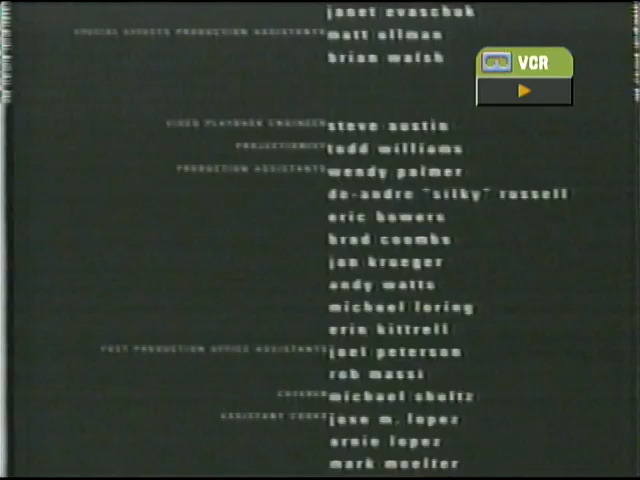 janet evaschuk
SPECIAL EFFECTS PRODUCTION ASSISTANTS matt ullman
brian walsh
VCR
VIDEO PLAYBACK ENGINEER steve austin
PROJECTIONIST todd williams
PRODUCTION ASSISTANTS wendy palmer
de-andre "silky" russell
eric bowers
brad coombs
jon krueger
andy watts
michael loring
erin kittrell
POST PRODUCTION OFFICE ASSISTANTS joel peterson
rob massi
CATERER michael shultz
ASSISTANT COOKS jose m. lopez
arnie lopez
mark moelter